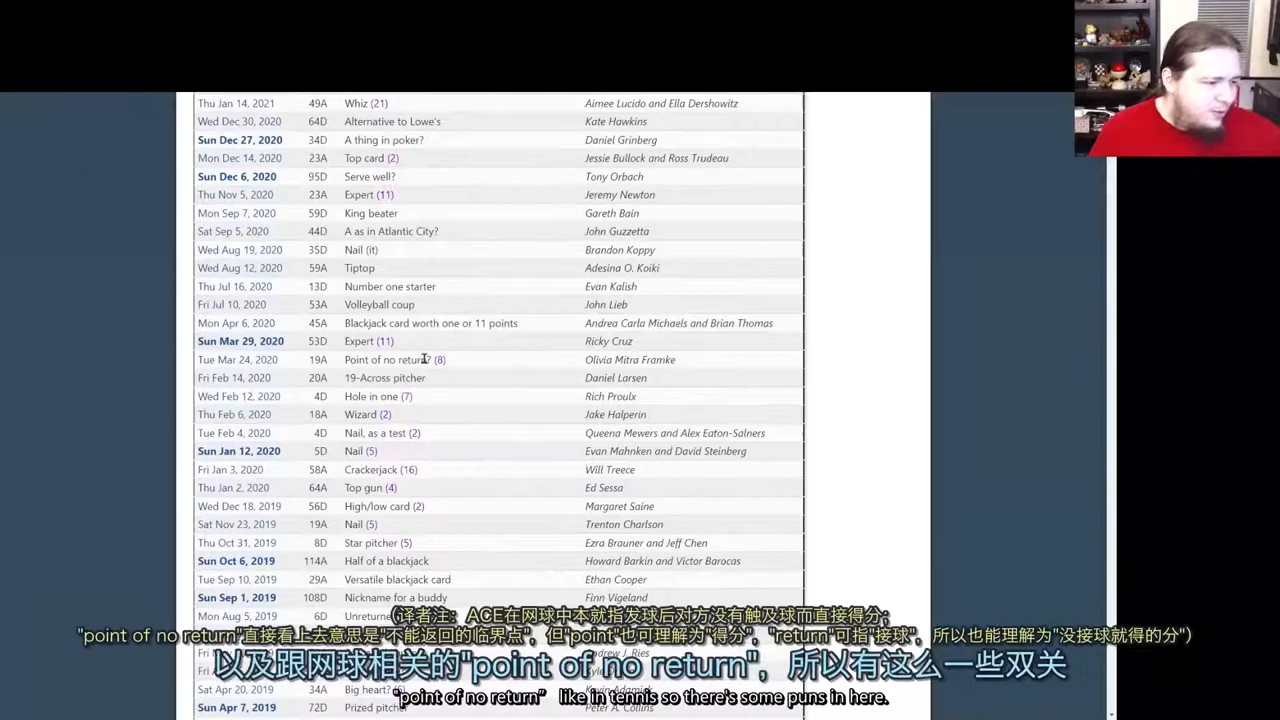 Thu Jan 14, 2021 49A Whiz (21) Aimee Lucido and Ella Dershowitz
Wed Dec 30, 2020 64D Alternative to Lowe's Kate Hawkins
Sun Dec 27, 2020 34D A thing in poker? Daniel Grinberg
Mon Dec 14, 2020 23A Top card (2) Jessie Bullock and Ross Trudeau
Sun Dec 6, 2020 95D Serve well? Tony Orbach
Thu Nov 5, 2020 23A Expert (11) Jeremy Newton
Mon Sep 7, 2020 59D King beater Gareth Bain
Sat Sep 5, 2020 44D A as in Atlantic City? John Guzzetta
Wed Aug 19, 2020 35D Nail (it) Brandon Koppy
Wed Aug 12, 2020 59A Tiptop Adesina O. Koiki
Thu Jul 16, 2020 13D Number one starter Evan Kalish
Fri Jul 10, 2020 53A Volleyball coup John Lieb
Mon Apr 6, 2020 45A Blackjack card worth one or 11 points Andrea Carla Michaels and Brian Thomas
Sun Mar 29, 2020 53D Expert (11) Ricky Cruz
Tue Mar 24, 2020 19A Point of no return? (8) Olivia Mitra Framke
Fri Feb 14, 2020 20A 19-Across pitcher Daniel Larsen
Wed Feb 12, 2020 4D Hole in one (7) Rich Proulx
Thu Feb 6, 2020 18A Wizard (2) Jake Halperin
Tue Feb 4, 2020 4D Nail, as a test (2) Queena Mewers and Alex Eaton-Salners
Sun Jan 12, 2020 5D Nail (5) Evan Mahnken and David Steinberg
Fri Jan 3, 2020 58A Crackerjack (16) Will Treece
Thu Jan 2, 2020 64A Top gun (4) Ed Sessa
Wed Dec 18, 2019 56D High/low card (2) Margaret Saine
Sat Nov 23, 2019 19A Nail (5) Trenton Charlson
Thu Oct 31, 2019 8D Star pitcher (5) Ezra Brauner and Jeff Chen
Sun Oct 6, 2019 114A Half of a blackjack Howard Barkin and Victor Barocas
Tue Sep 10, 2019 29A Versatile blackjack card Ethan Cooper
Sun Sep 1, 2019 108D Nickname for a buddy Finn Vigeland
Mon Aug 5, 2019 6D
(译者注：ACE在网球中本就指发球后对方没有触及球而直接得分；
"point of no return"直接看上去意思是"不能返回的临界点"，但"point"也可理解为"得分"，"return"可指"接球"，所以也能理解为"没接球就得的分"）
以及跟网球相关的"point of no return"，所以有这么一些双关
Sat Apr 20, 2019 34A Big heart?
"point of no return" like in tennis so there's some puns in here.
Sun Apr 7, 2019 72D Prized pitcher Peter A. Collins